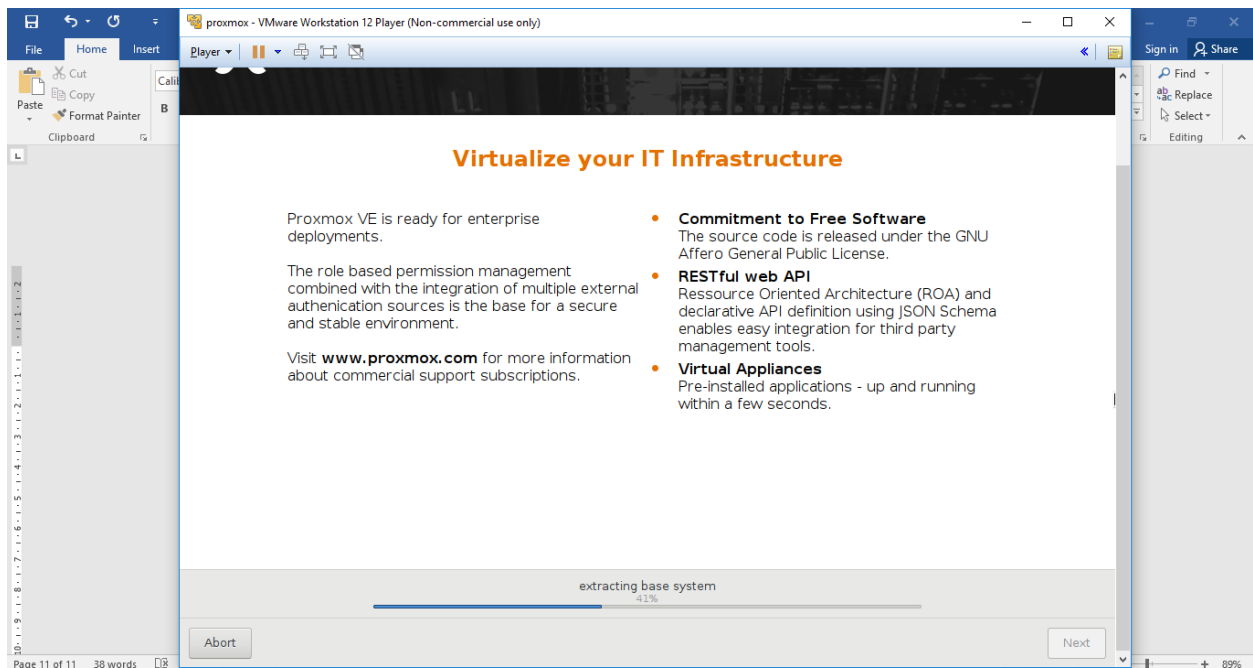 proxmox - VMware Workstation 12 Player (Non-commercial use only)
File Home Insert
Player
Sign in Share
Cut
Copy
Paste
Format Painter
Clipboard
B
Find
Replace
Select
Editing
Virtualize your IT Infrastructure
Proxmox VE is ready for enterprise
deployments.
The role based permission management
combined with the integration of multiple external
authenication sources is the base for a secure
and stable environment.
Visit www.proxmox.com for more information
about commercial support subscriptions.
Commitment to Free Software
The source code is released under the GNU
Affero General Public License.
RESTful web API
Ressource Oriented Architecture (ROA) and
declarative API definition using JSON Schema
enables easy integration for third party
management tools.
Virtual Appliances
Pre-installed applications - up and running
within a few seconds.
extracting base system
41%
Abort
Next
Page 11 of 11 38 words
89%